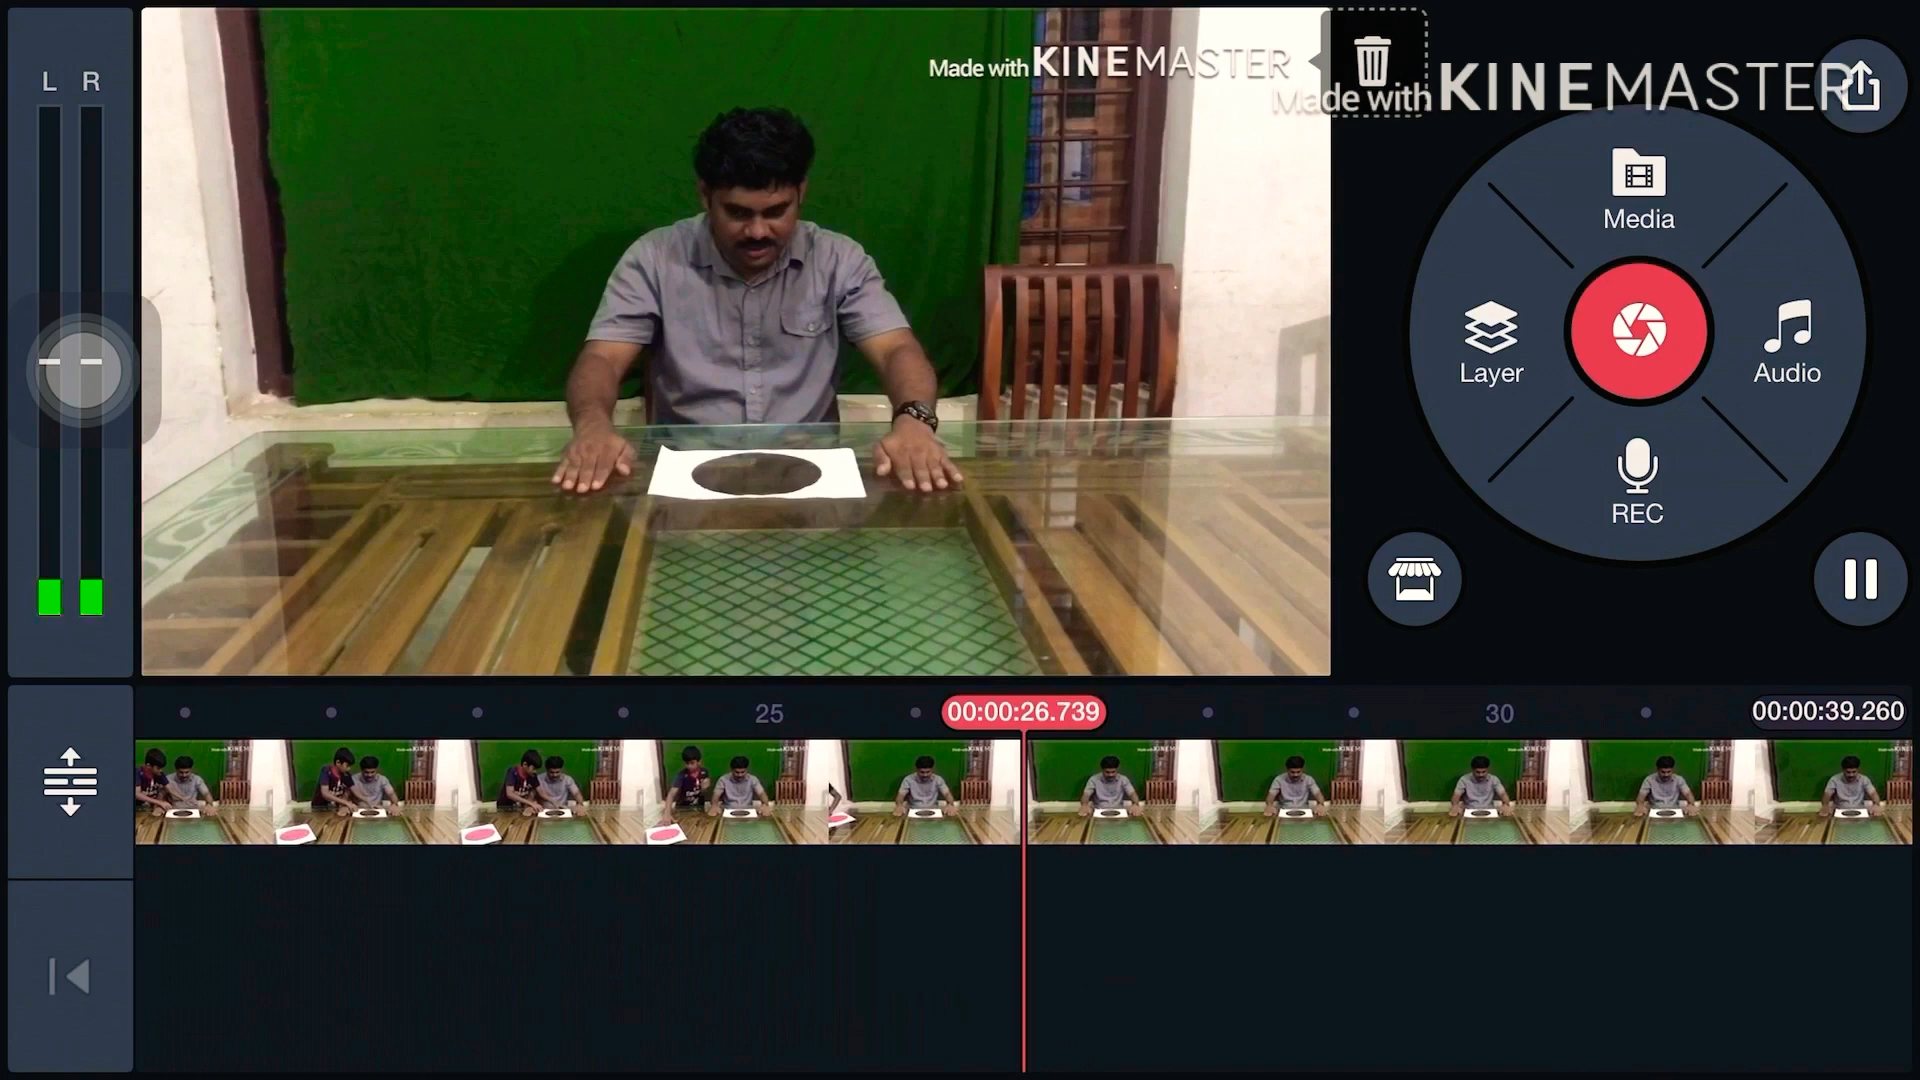 L R
Made with KINEMASTER
Made with KINEMASTER
Media
Layer
Audio
REC
25
00:00:26.739
30
00:00:39.260